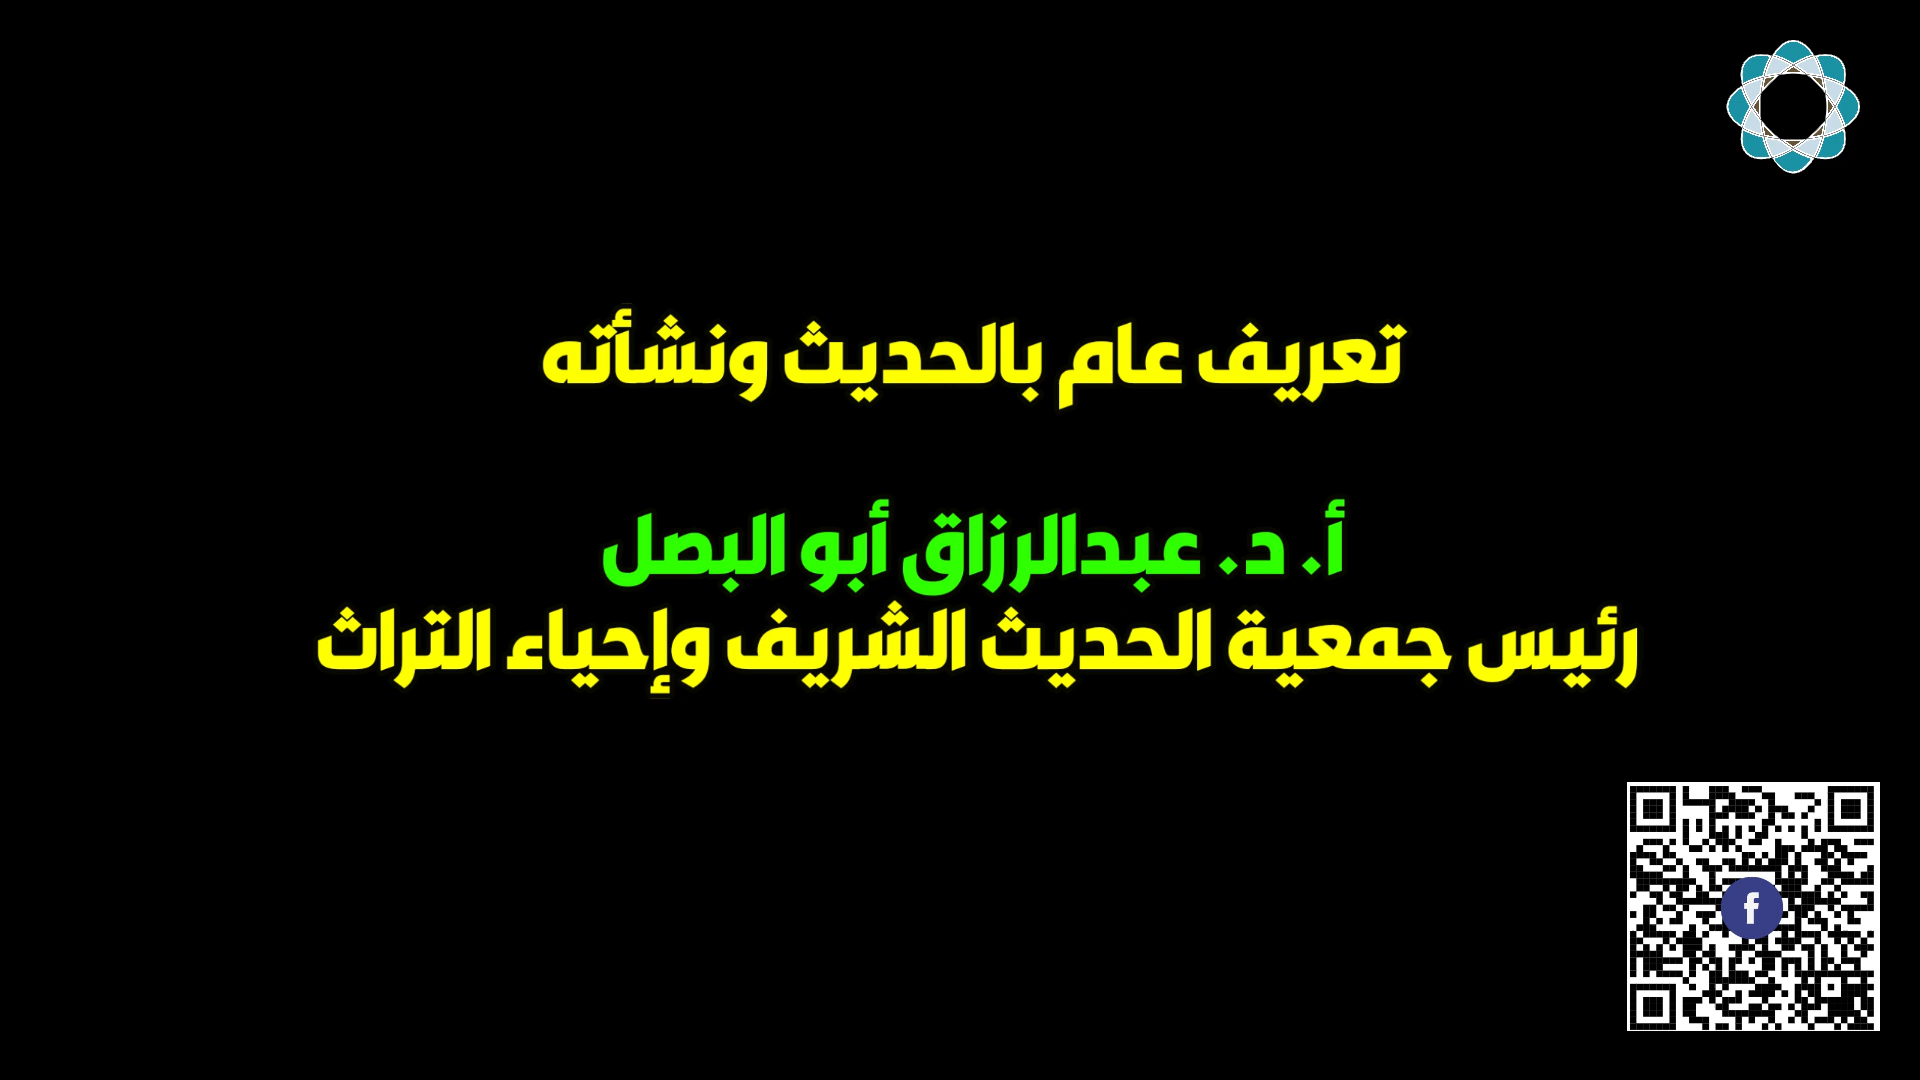 تعريف عام بالحديث ونشأته
أ. د. عبدالرزاق أبو البصل
رئيس جمعية الحديث الشريف وإحياء التراث
f